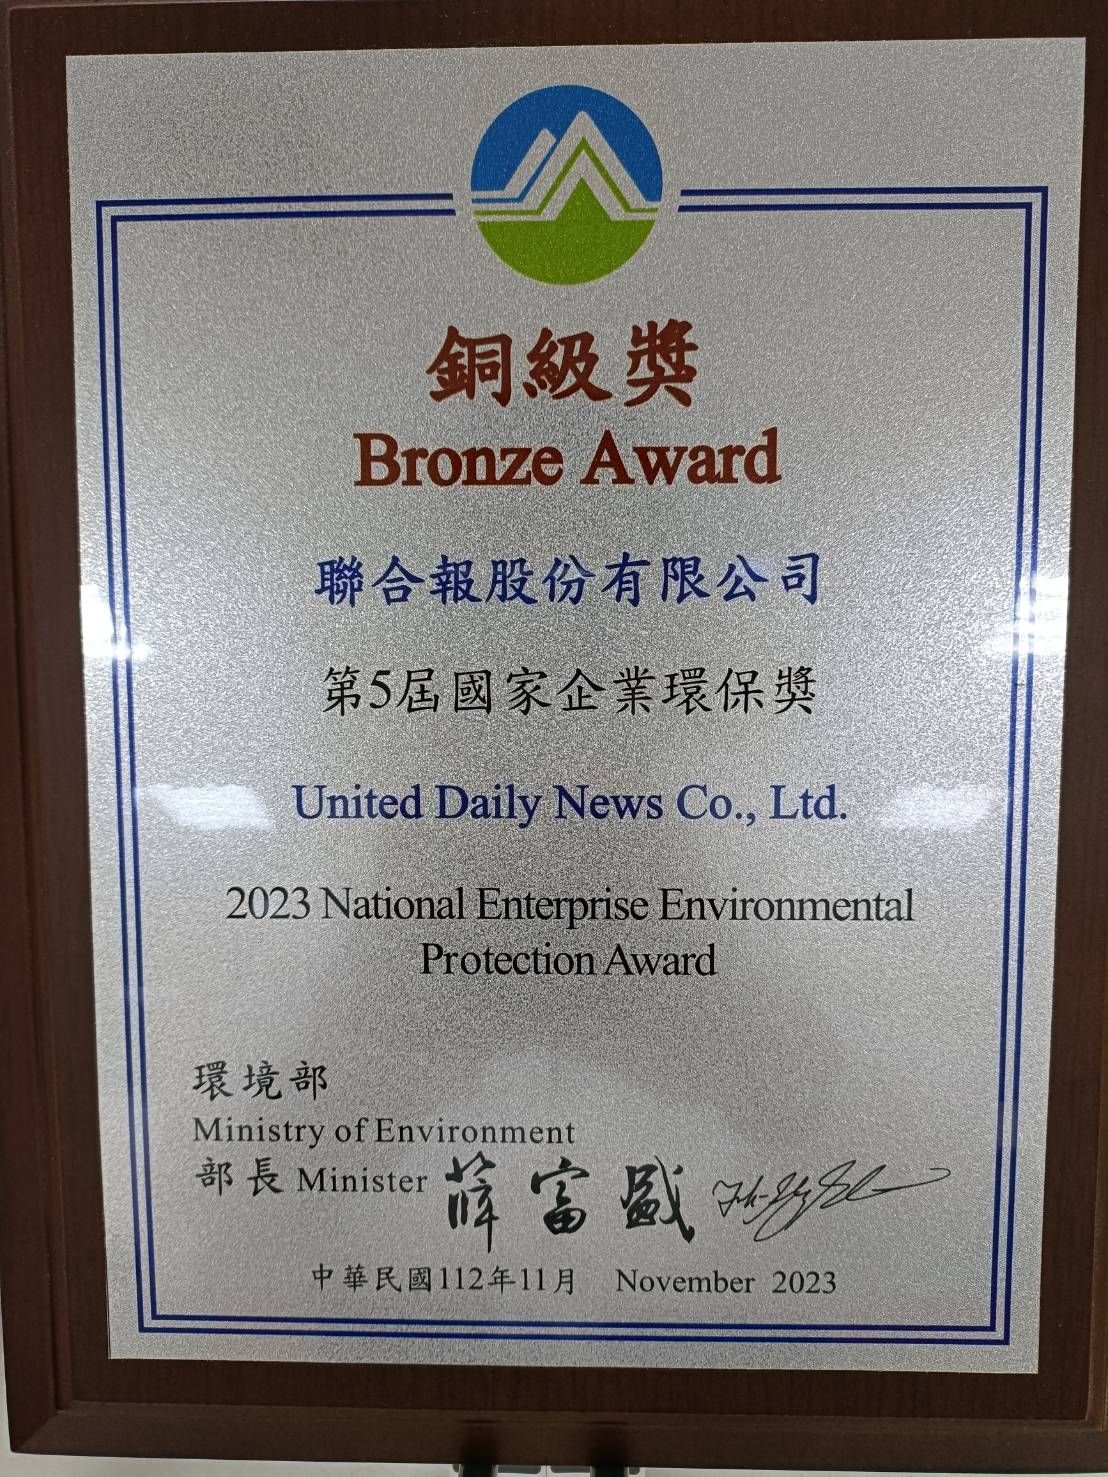 銅級獎
Bronze Award
聯合報股份有限公司
第5屆國家企業環保獎
United Daily News Co., Ltd.
2023 National Enterprise Environmental
Protection Award
環境部
Ministry of Environment
部長 Minister 薛富盛
中華民國112年11月 November 2023